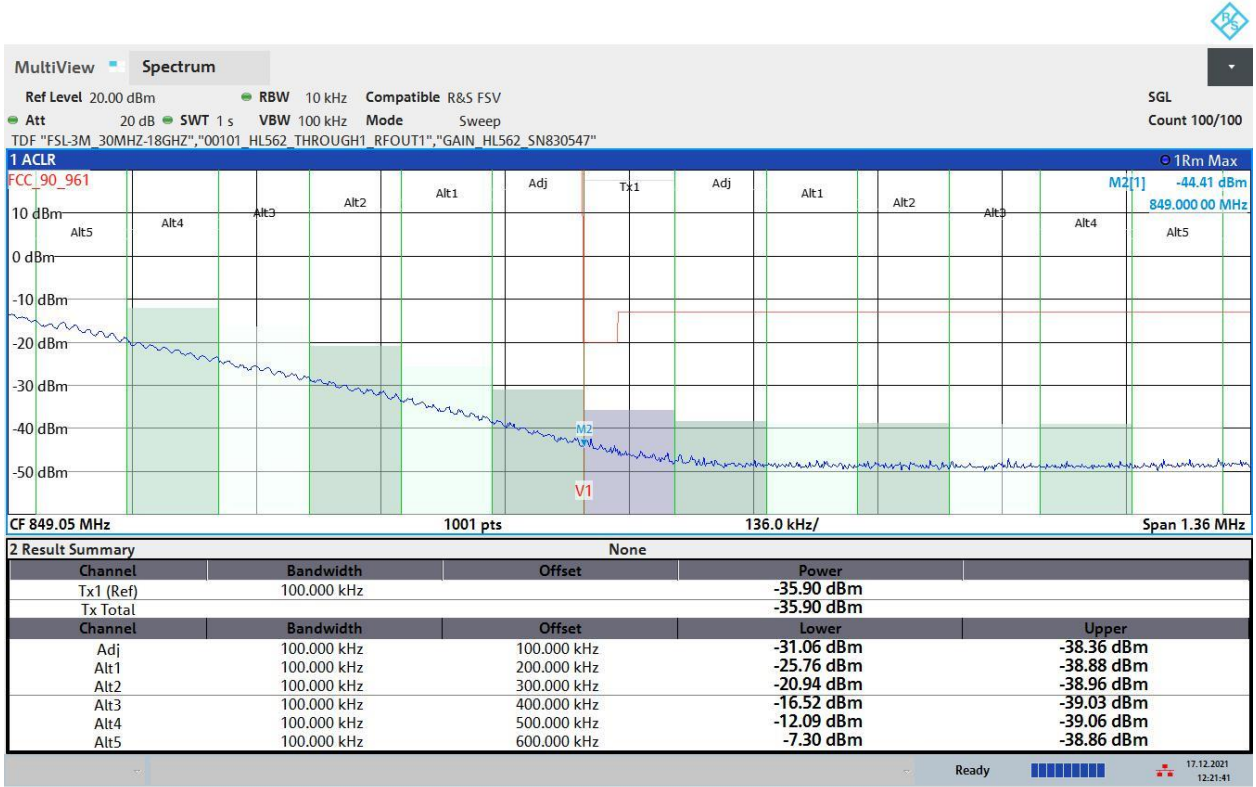 R&S
MultiView Spectrum
Ref Level 20.00 dBm RBW 10 kHz Compatible R&S FSV SGL
Att 20 dB SWT 1 s VBW 100 kHz Mode Sweep Count 100/100
TDF "FSL-3M_30MHZ-18GHZ","00101_HL562_THROUGH1_RFOUT1","GAIN_HL562_SN830547"
1 ACLR 1Rm Max
FCC_90_961 M2[1] -44.41 dBm
849.000 00 MHz
Alt5 Alt4 Alt3 Alt2 Alt1 Adj Tx1 Adj Alt1 Alt2 Alt3 Alt4 Alt5
10 dBm
0 dBm
-10 dBm
-20 dBm
-30 dBm
-40 dBm
M2
-50 dBm
V1
CF 849.05 MHz 1001 pts 136.0 kHz/ Span 1.36 MHz
2 Result Summary None
Channel Bandwidth Offset Power
Tx1 (Ref) 100.000 kHz -35.90 dBm
Tx Total -35.90 dBm
Channel Bandwidth Offset Lower Upper
Adj 100.000 kHz 100.000 kHz -31.06 dBm -38.36 dBm
Alt1 100.000 kHz 200.000 kHz -25.76 dBm -38.88 dBm
Alt2 100.000 kHz 300.000 kHz -20.94 dBm -38.96 dBm
Alt3 100.000 kHz 400.000 kHz -16.52 dBm -39.03 dBm
Alt4 100.000 kHz 500.000 kHz -12.09 dBm -39.06 dBm
Alt5 100.000 kHz 600.000 kHz -7.30 dBm -38.86 dBm
Ready 17.12.2021
12:21:41